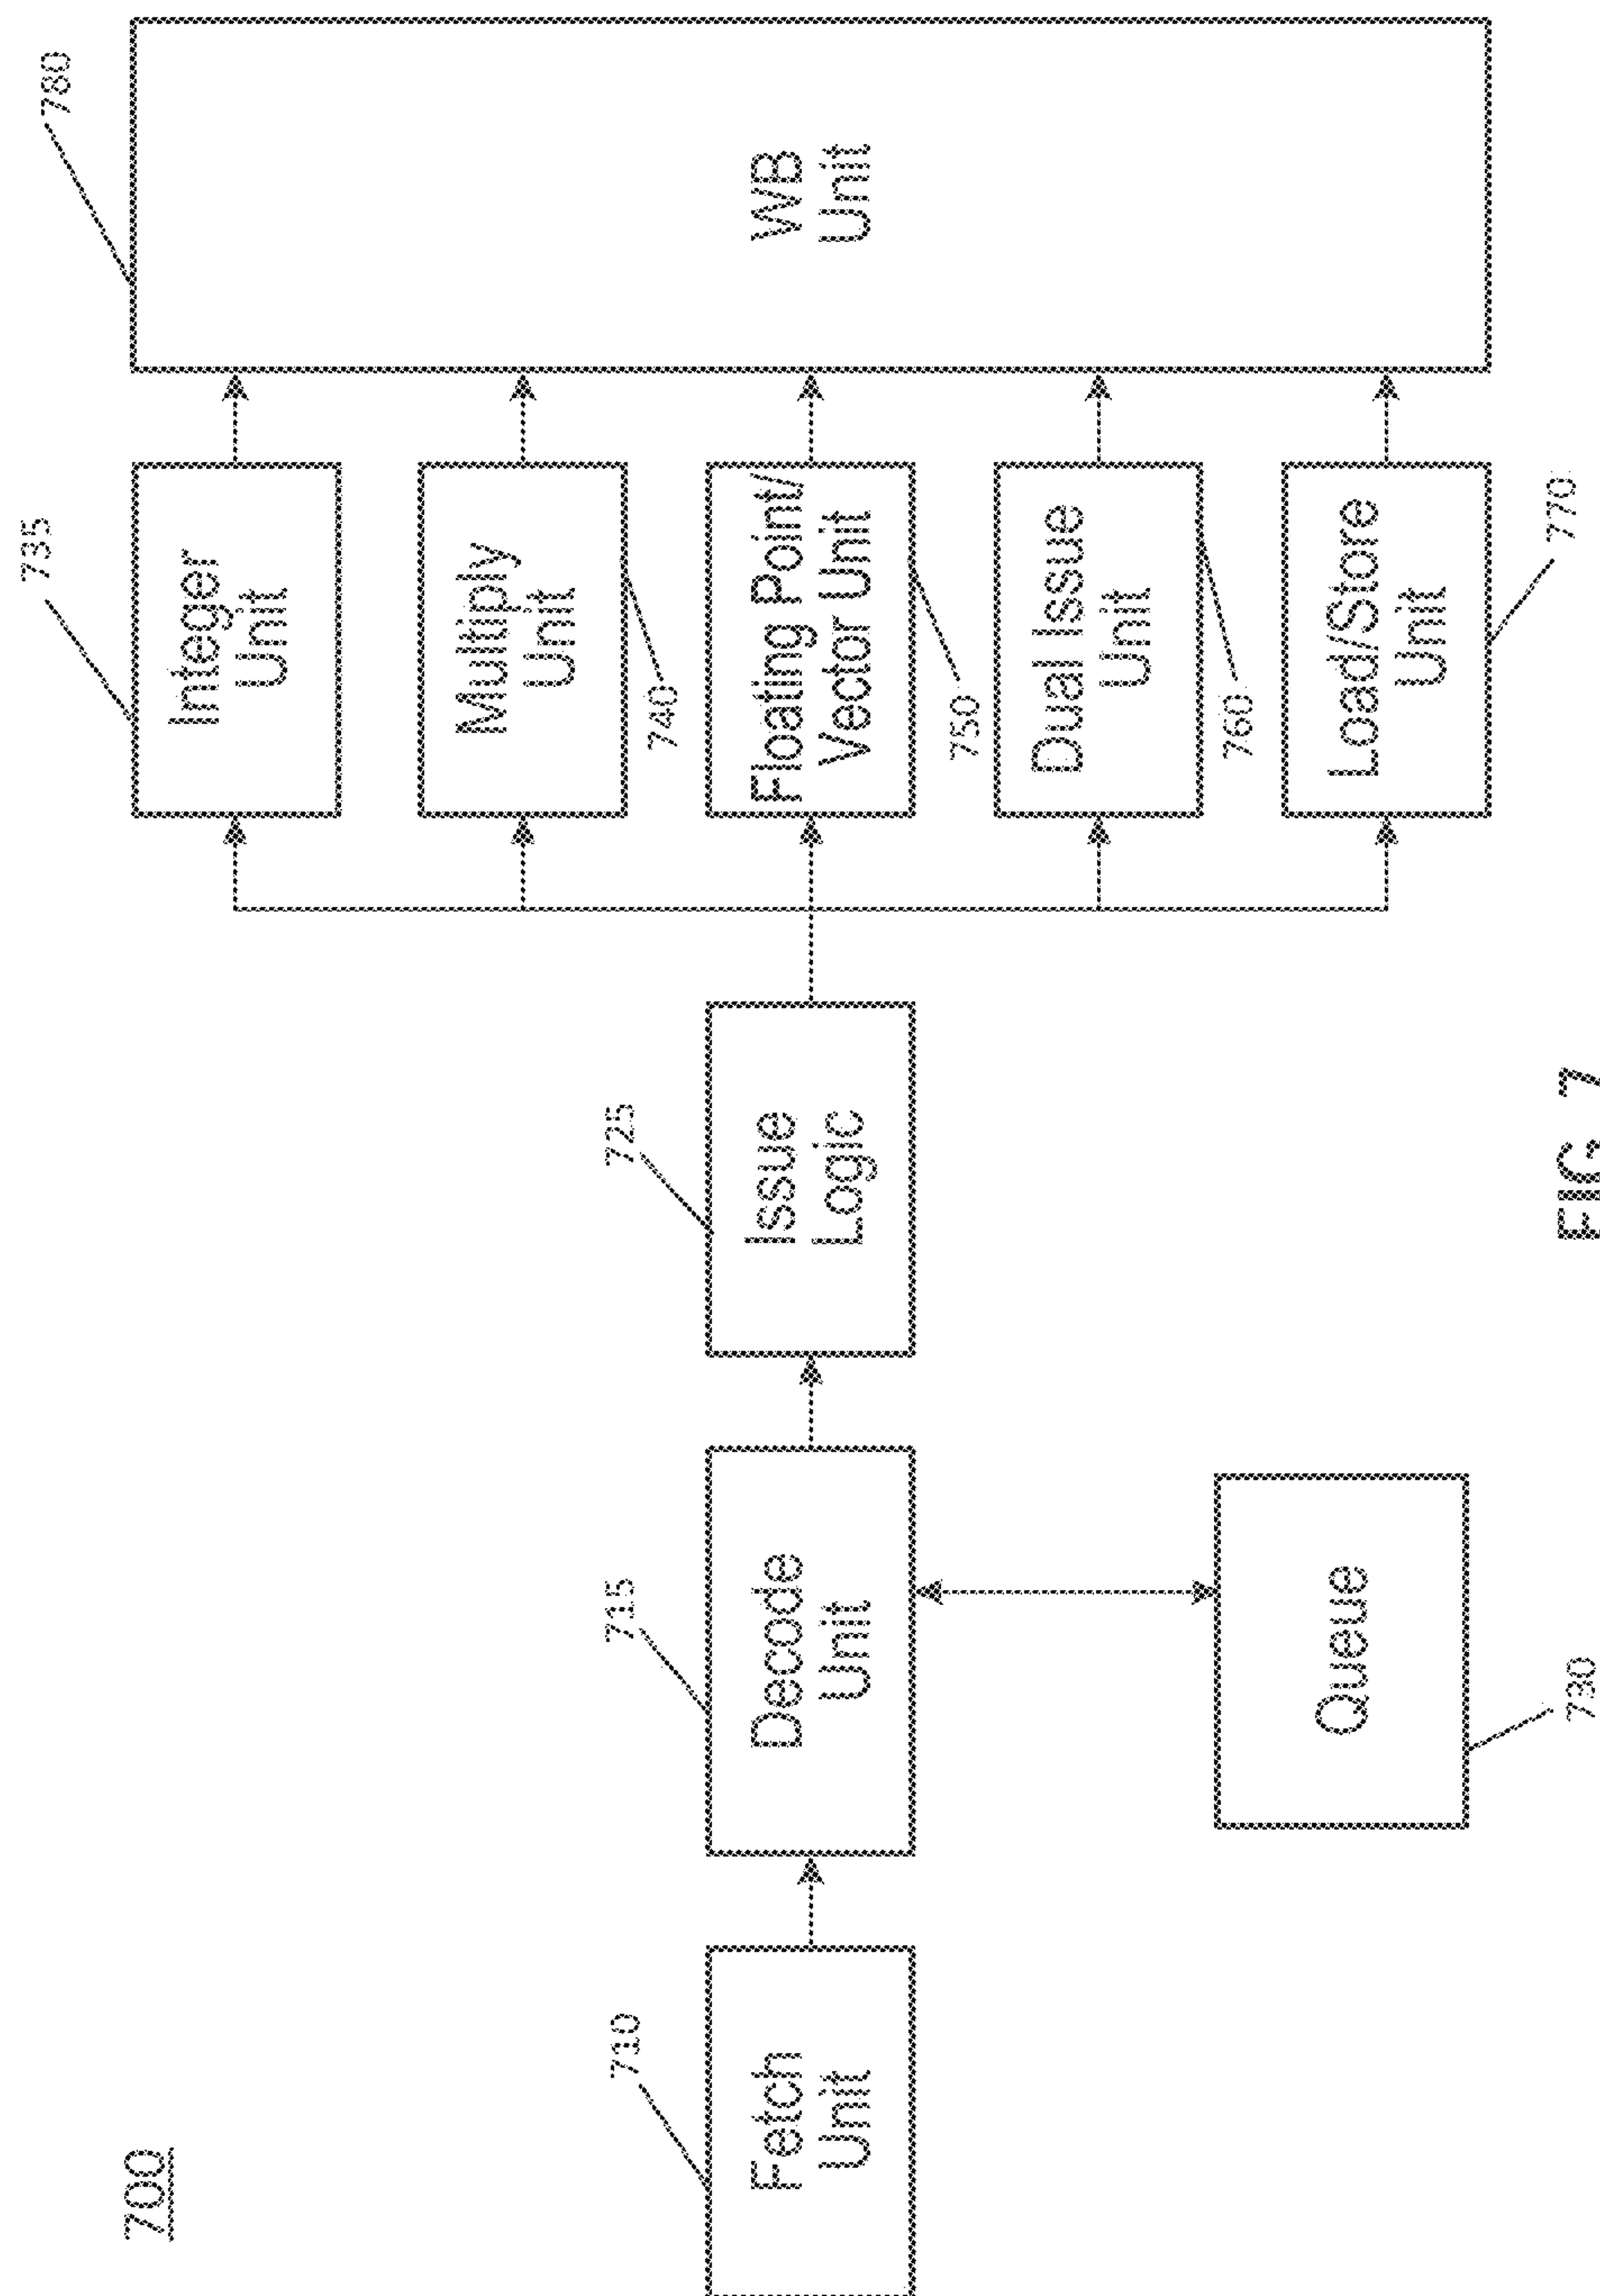 700
710
Fetch
Unit
715
Decode
Unit
730
Queue
725
Issue
Logic
735
Integer
Unit
Multiply
Unit
740
Floating Point/
Vector Unit
750
Dual Issue
Unit
760
Load/Store
Unit
770
780
WB
Unit
FIG. 7